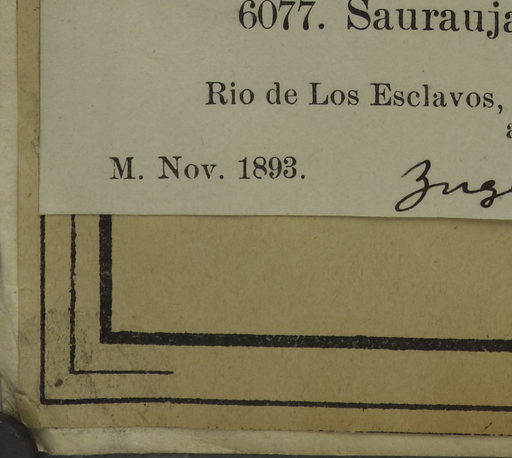 6077. Saurauja
Rio de Los Esclavos,
M. Nov. 1893.